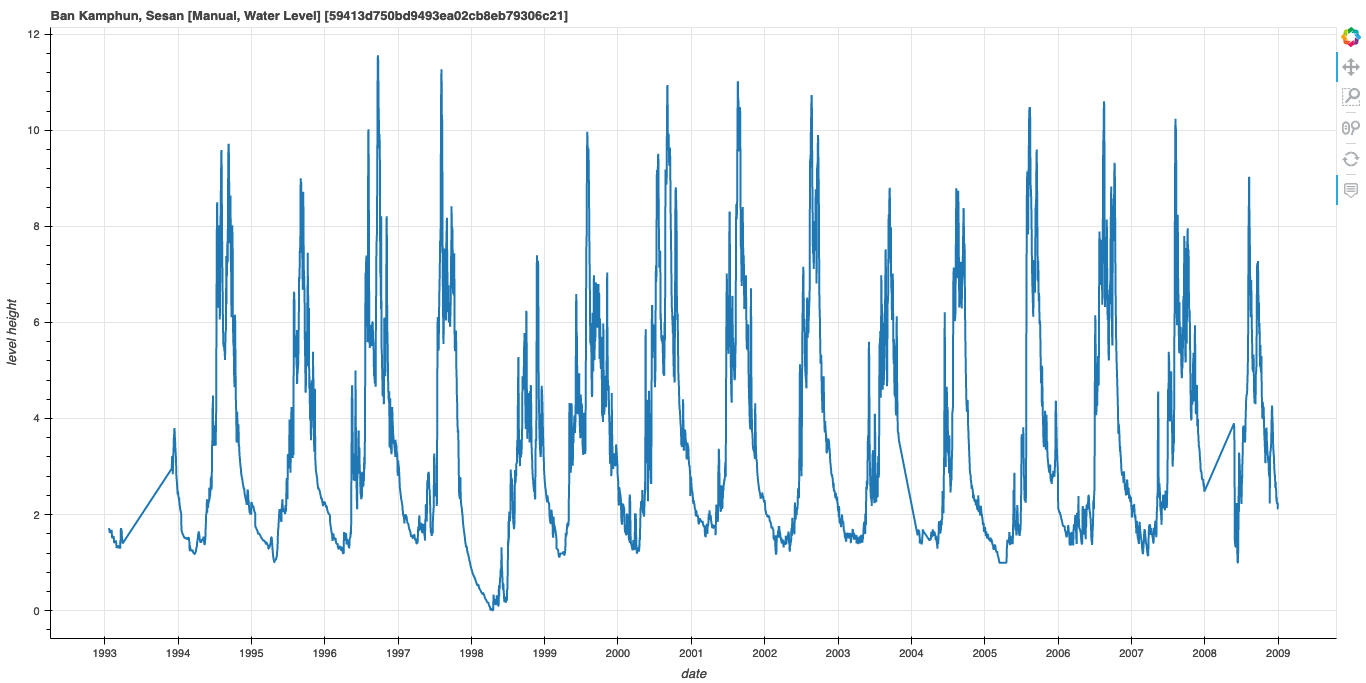 Ban Kamphun, Sesan [Manual, Water Level] [59413d750bd9493ea02cb8eb79306c21]
12
10
8
6
4
2
0
level height
1993 1994 1995 1996 1997 1998 1999 2000 2001 2002 2003 2004 2005 2006 2007 2008 2009
date